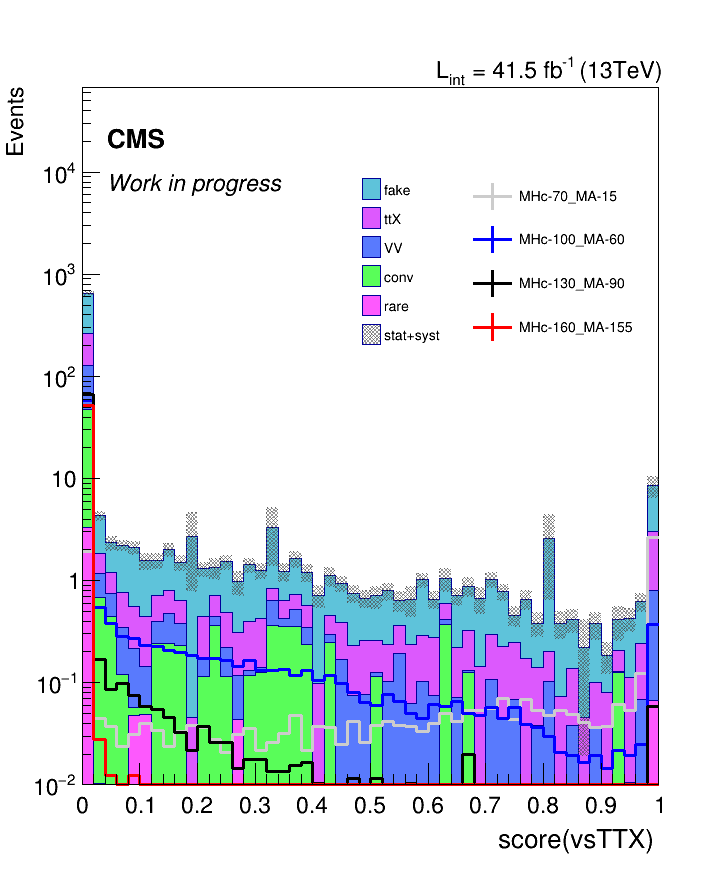 L_int = 41.5 fb^-1 (13TeV)
Events
CMS
Work in progress
fake
ttX
VV
conv
rare
stat+syst
MHc-70_MA-15
MHc-100_MA-60
MHc-130_MA-90
MHc-160_MA-155
10^4
10^3
10^2
10
1
10^-1
10^-2
0 0.1 0.2 0.3 0.4 0.5 0.6 0.7 0.8 0.9 1
score(vsTTX)